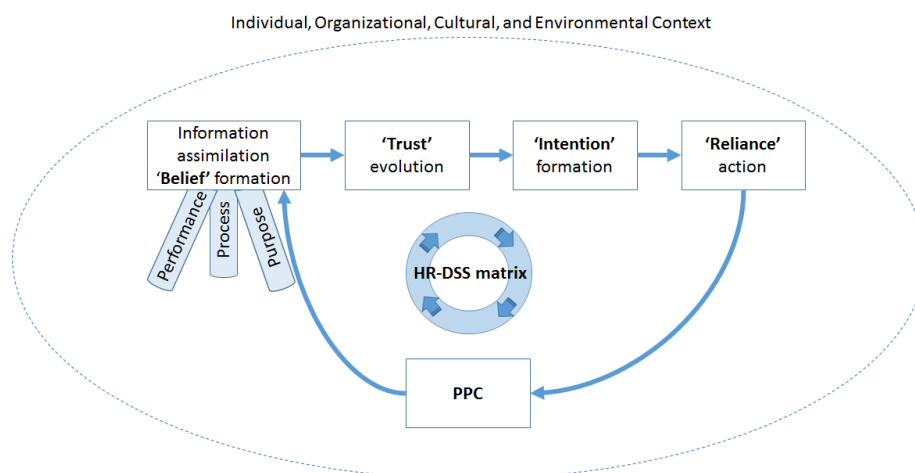 Individual, Organizational, Cultural, and Environmental Context
Information
assimilation
‘Belief’ formation
‘Trust’
evolution
‘Intention’
formation
‘Reliance’
action
Performance
Process
Purpose
HR-DSS matrix
PPC